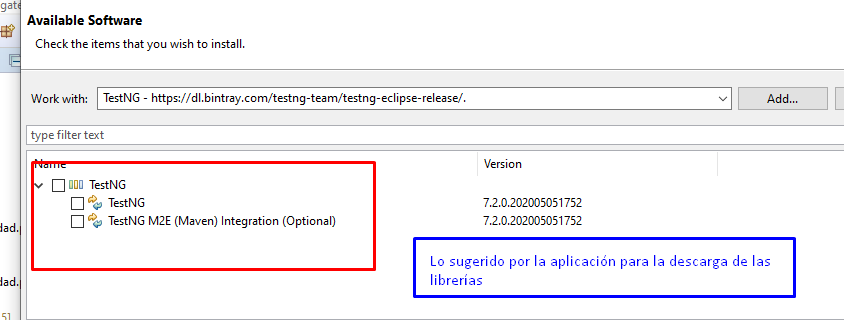 gate
Available Software
Check the items that you wish to install.
Work with:
TestNG - https://dl.bintray.com/testng-team/testng-eclipse-release/.
Add...
type filter text
Name
Version
TestNG
TestNG
7.2.0.202005051752
TestNG M2E (Maven) Integration (Optional)
7.2.0.202005051752
dad.p
Lo sugerido por la aplicación para la descarga de las
librerías
dad.p
5]